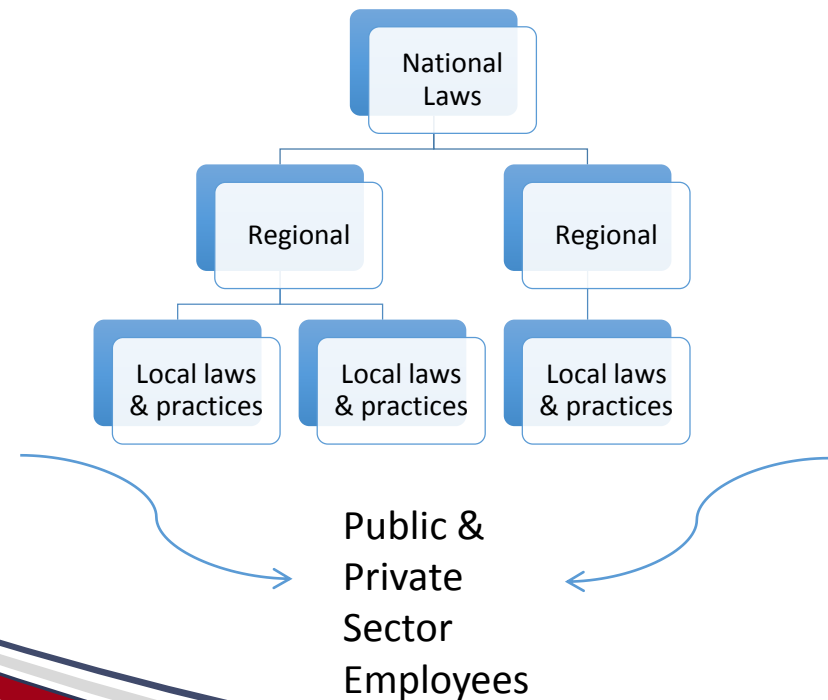 National
Laws
Regional
Regional
Local laws
& practices
Local laws
& practices
Local laws
& practices
Public &
Private
Sector
Employees